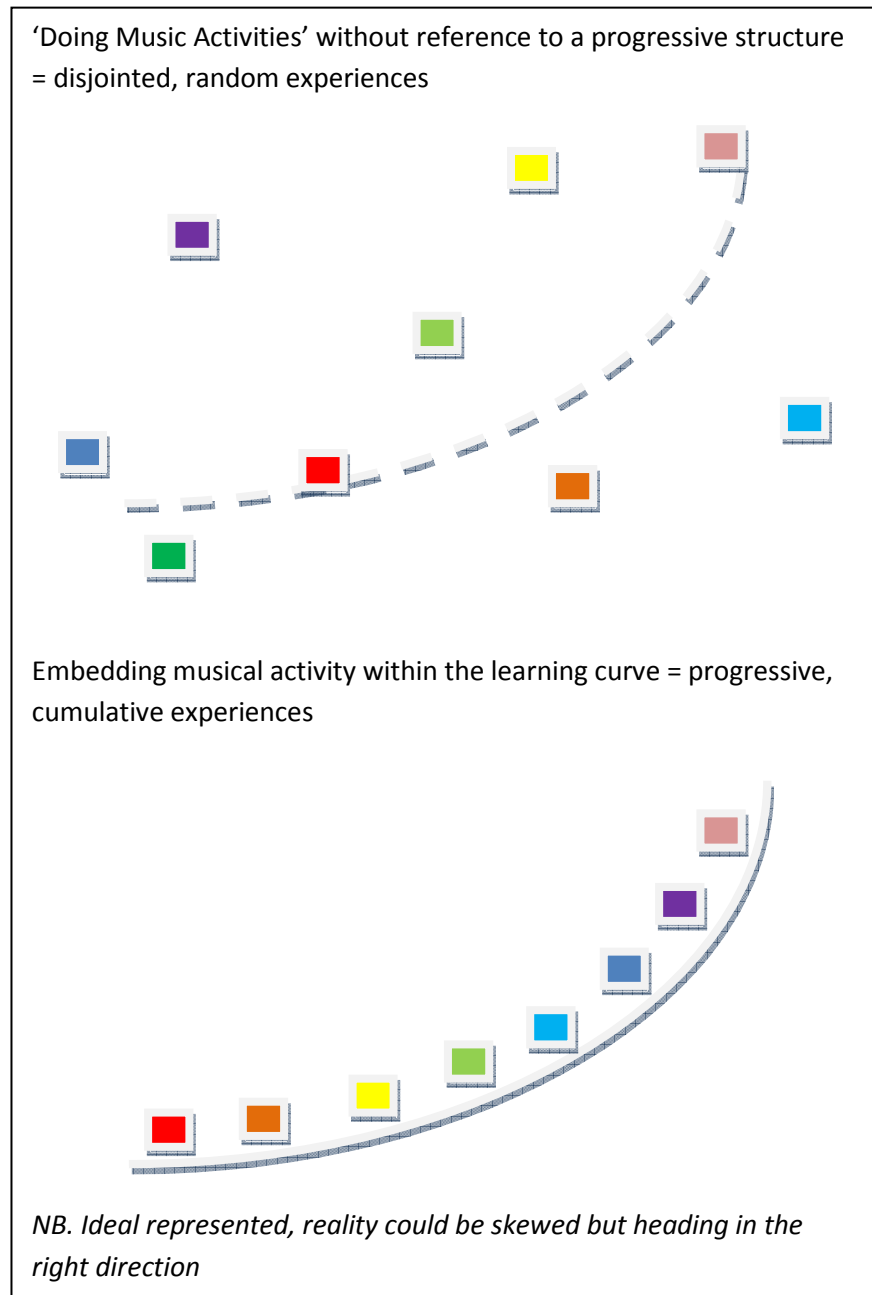 ‘Doing Music Activities’ without reference to a progressive structure
= disjointed, random experiences
Embedding musical activity within the learning curve = progressive,
cumulative experiences
NB. Ideal represented, reality could be skewed but heading in the
right direction